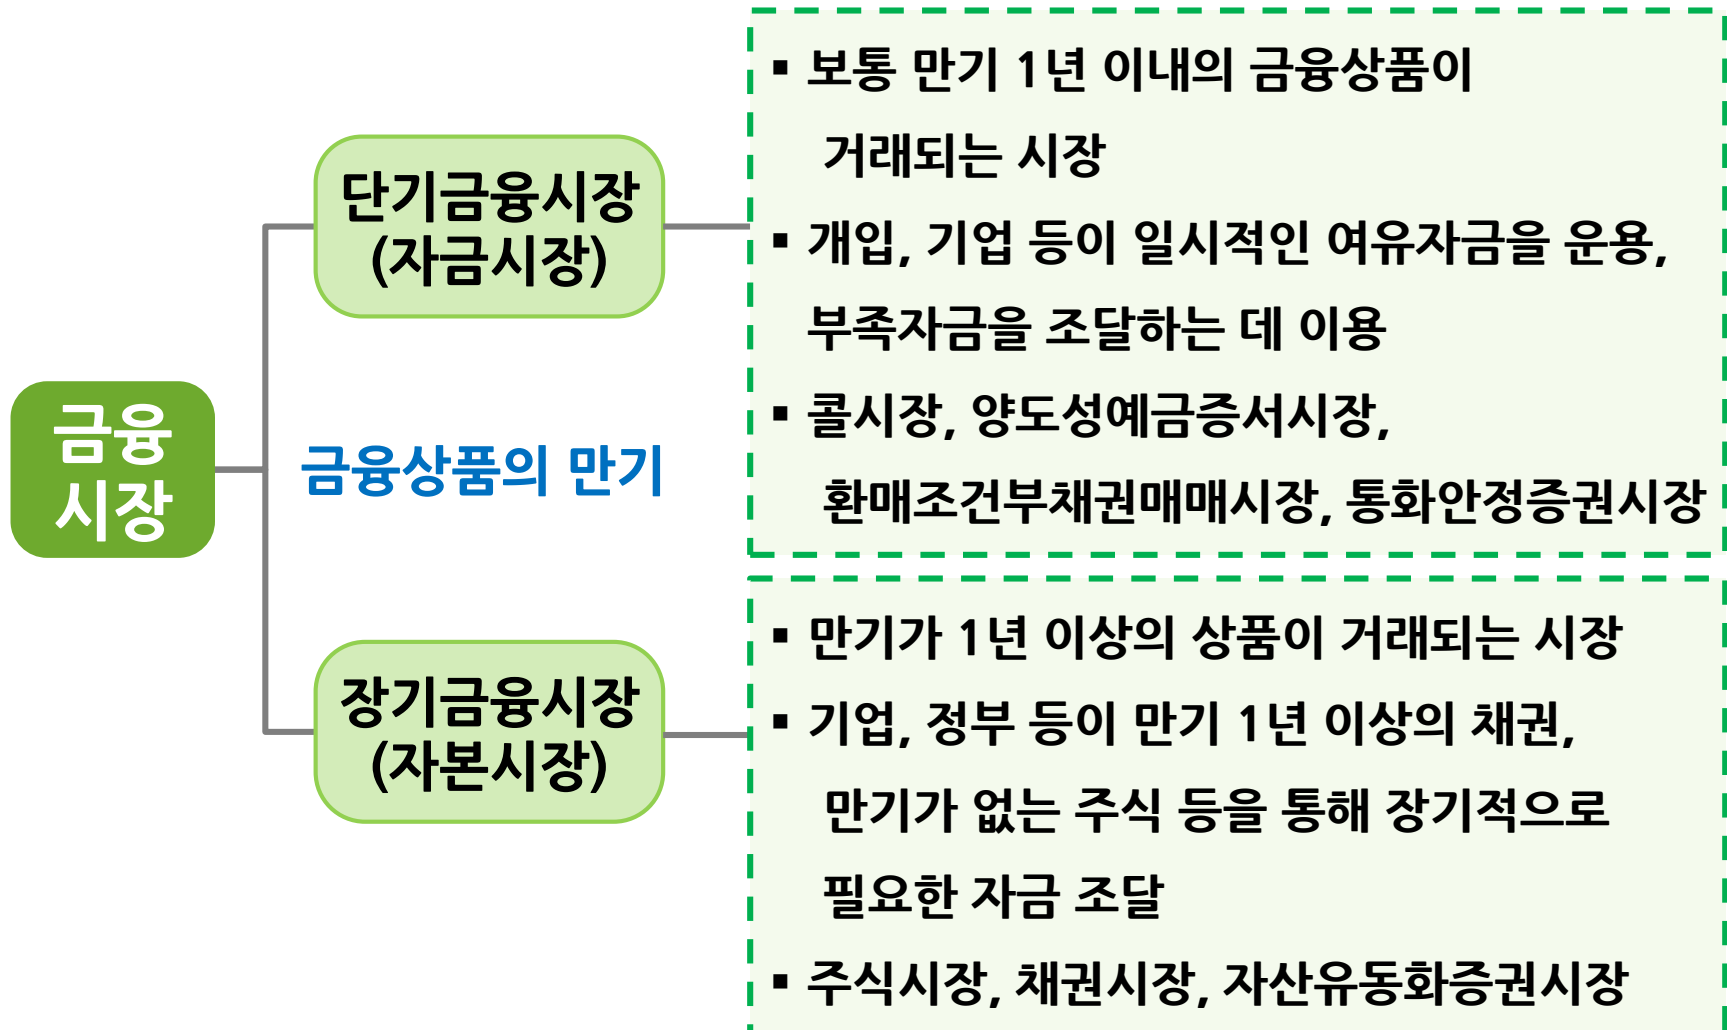 금융
시장
금융상품의 만기
단기금융시장
(자금시장)
▪ 보통 만기 1년 이내의 금융상품이
거래되는 시장
▪ 개입, 기업 등이 일시적인 여유자금을 운용,
부족자금을 조달하는 데 이용
▪ 콜시장, 양도성예금증서시장,
환매조건부채권매매시장, 통화안정증권시장
장기금융시장
(자본시장)
▪ 만기가 1년 이상의 상품이 거래되는 시장
▪ 기업, 정부 등이 만기 1년 이상의 채권,
만기가 없는 주식 등을 통해 장기적으로
필요한 자금 조달
▪ 주식시장, 채권시장, 자산유동화증권시장